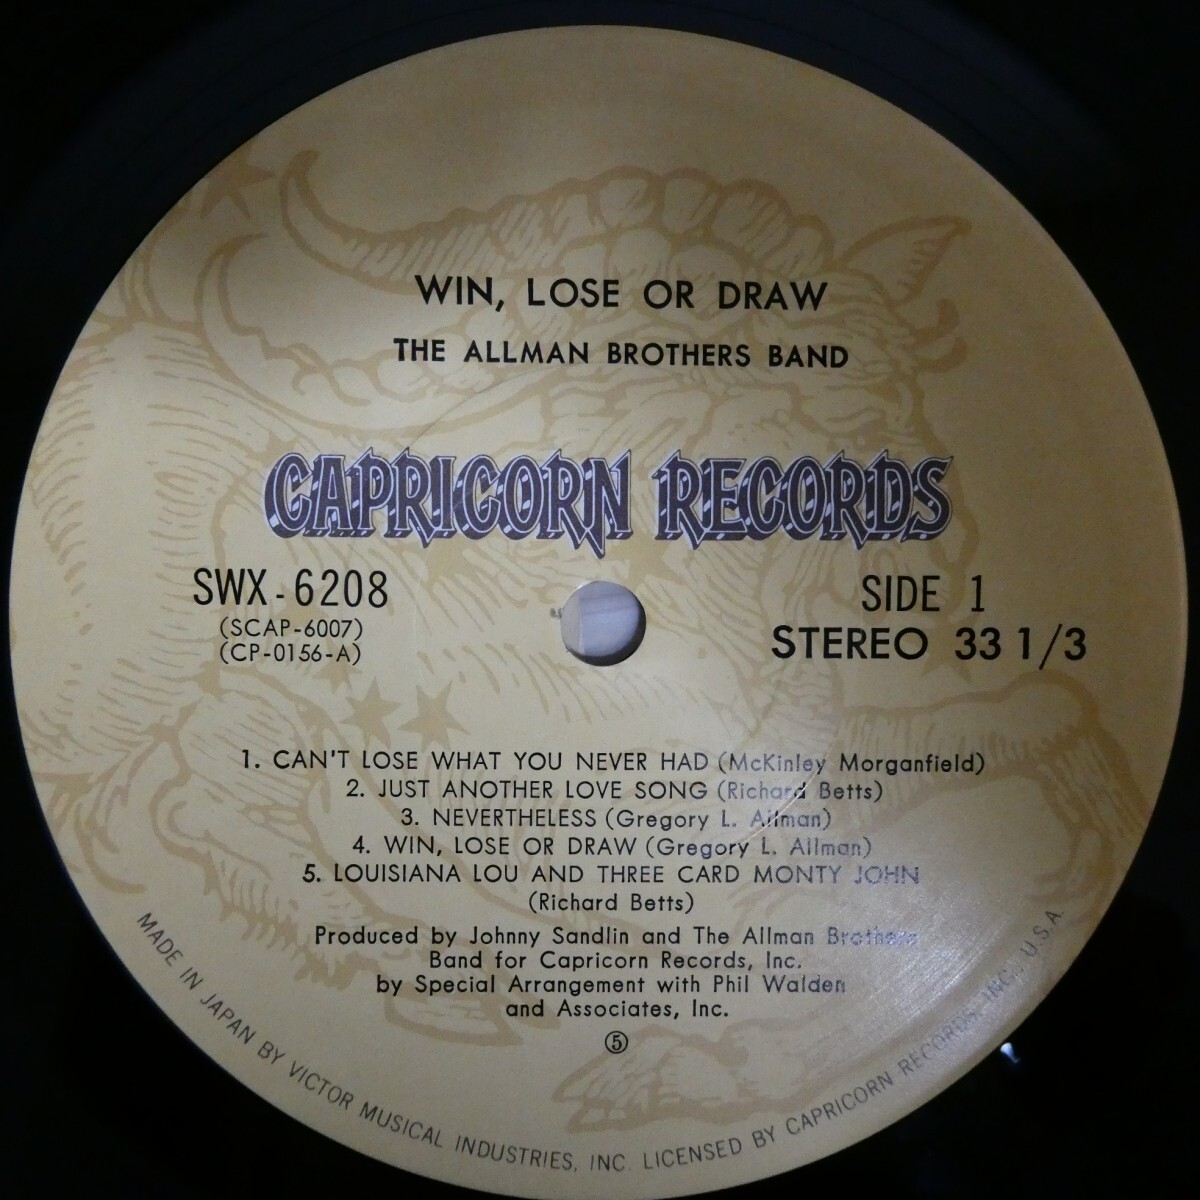 WIN, LOSE OR DRAW
THE ALLMAN BROTHERS BAND
CAPRICORN RECORDS
SWX-6208
(SCAP-6007)
(CP-0156-A)
SIDE 1
STEREO 33 1/3
1. CAN'T LOSE WHAT YOU NEVER HAD (McKinley Morganfield)
2. JUST ANOTHER LOVE SONG (Richard Betts)
3. NEVERTHELESS (Gregory L. Allman)
4. WIN, LOSE OR DRAW (Gregory L. Allman)
5. LOUISIANA LOU AND THREE CARD MONTY JOHN
(Richard Betts)
Produced by Johnny Sandlin and The Allman Brothers
Band for Capricorn Records, Inc.
by Special Arrangement with Phil Walden
and Associates, Inc.
⑤
MADE IN JAPAN BY VICTOR MUSICAL INDUSTRIES, INC. LICENSED BY CAPRICORN RECORDS, INC., U.S.A.